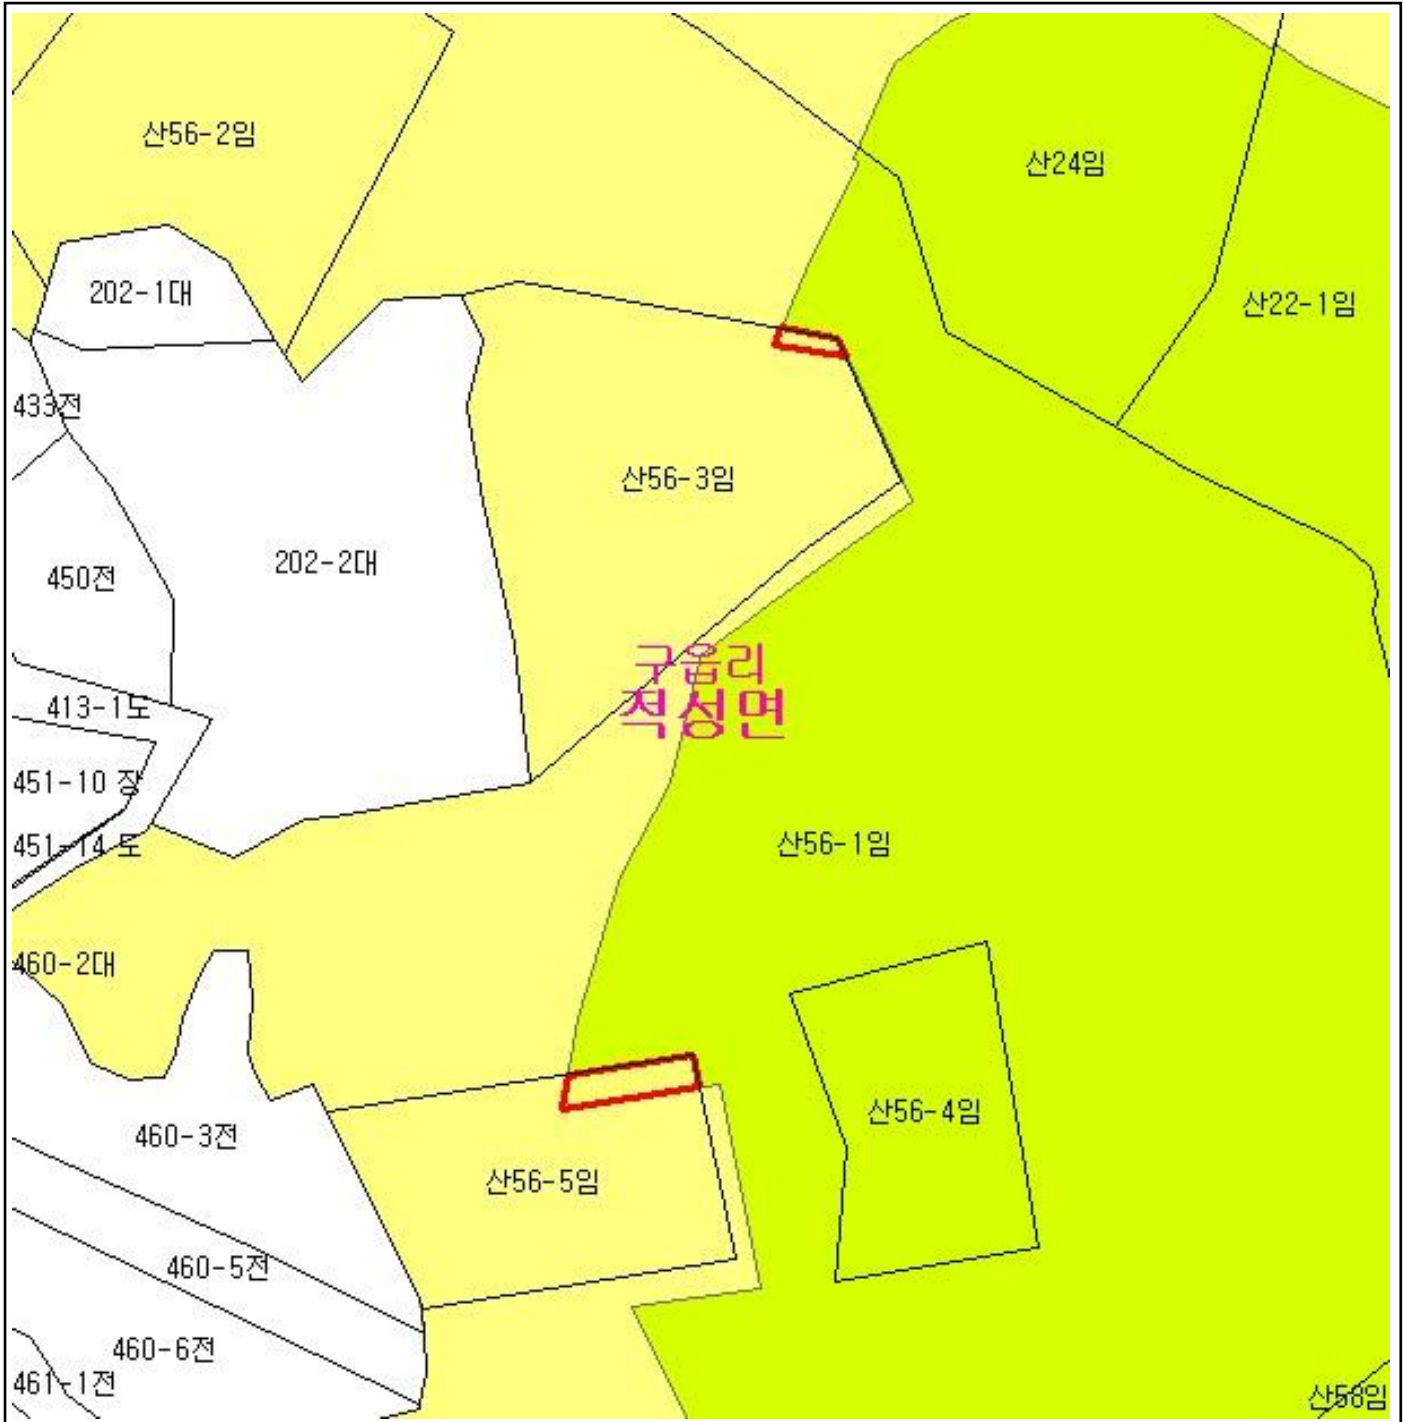 산56-2임
산24임
202-1대
산22-1임
433전
산56-3임
202-2대
450전
구읍리
413-1도
적성면
451-10 장
451-14 도
산56-1임
460-2대
산56-4임
460-3전
산56-5임
460-5전
460-6전
461-1전
산58임